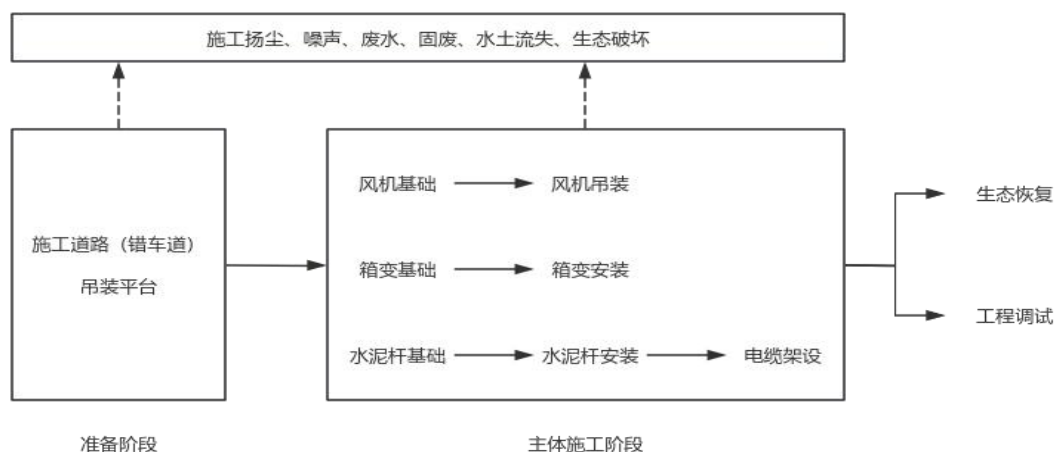 施工扬尘、噪声、废水、固废、水土流失、生态破坏
施工道路（错车道）
吊装平台
风机基础
风机吊装
箱变基础
箱变安装
水泥杆基础
水泥杆安装
电缆架设
生态恢复
工程调试
准备阶段
主体施工阶段